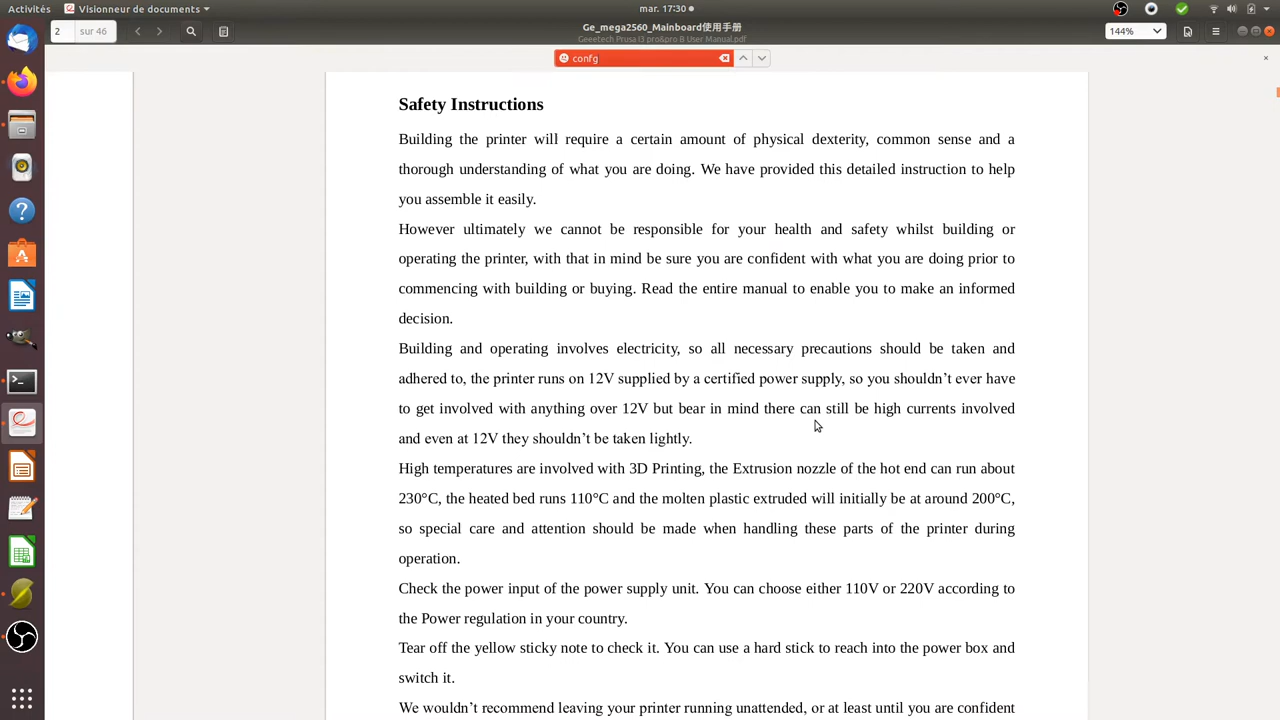 Activités Visionneur de documents mar. 17:30
2 sur 46 Ge_mega2560_Mainboard使用手册 144%
Geeetech Prusa I3 pro&pro B User Manual.pdf
confg
Safety Instructions
Building the printer will require a certain amount of physical dexterity, common sense and a
thorough understanding of what you are doing. We have provided this detailed instruction to help
you assemble it easily.
However ultimately we cannot be responsible for your health and safety whilst building or
operating the printer, with that in mind be sure you are confident with what you are doing prior to
commencing with building or buying. Read the entire manual to enable you to make an informed
decision.
Building and operating involves electricity, so all necessary precautions should be taken and
adhered to, the printer runs on 12V supplied by a certified power supply, so you shouldn’t ever have
to get involved with anything over 12V but bear in mind there can still be high currents involved
and even at 12V they shouldn’t be taken lightly.
High temperatures are involved with 3D Printing, the Extrusion nozzle of the hot end can run about
230°C, the heated bed runs 110°C and the molten plastic extruded will initially be at around 200°C,
so special care and attention should be made when handling these parts of the printer during
operation.
Check the power input of the power supply unit. You can choose either 110V or 220V according to
the Power regulation in your country.
Tear off the yellow sticky note to check it. You can use a hard stick to reach into the power box and
switch it.
We wouldn’t recommend leaving your printer running unattended, or at least until you are confident